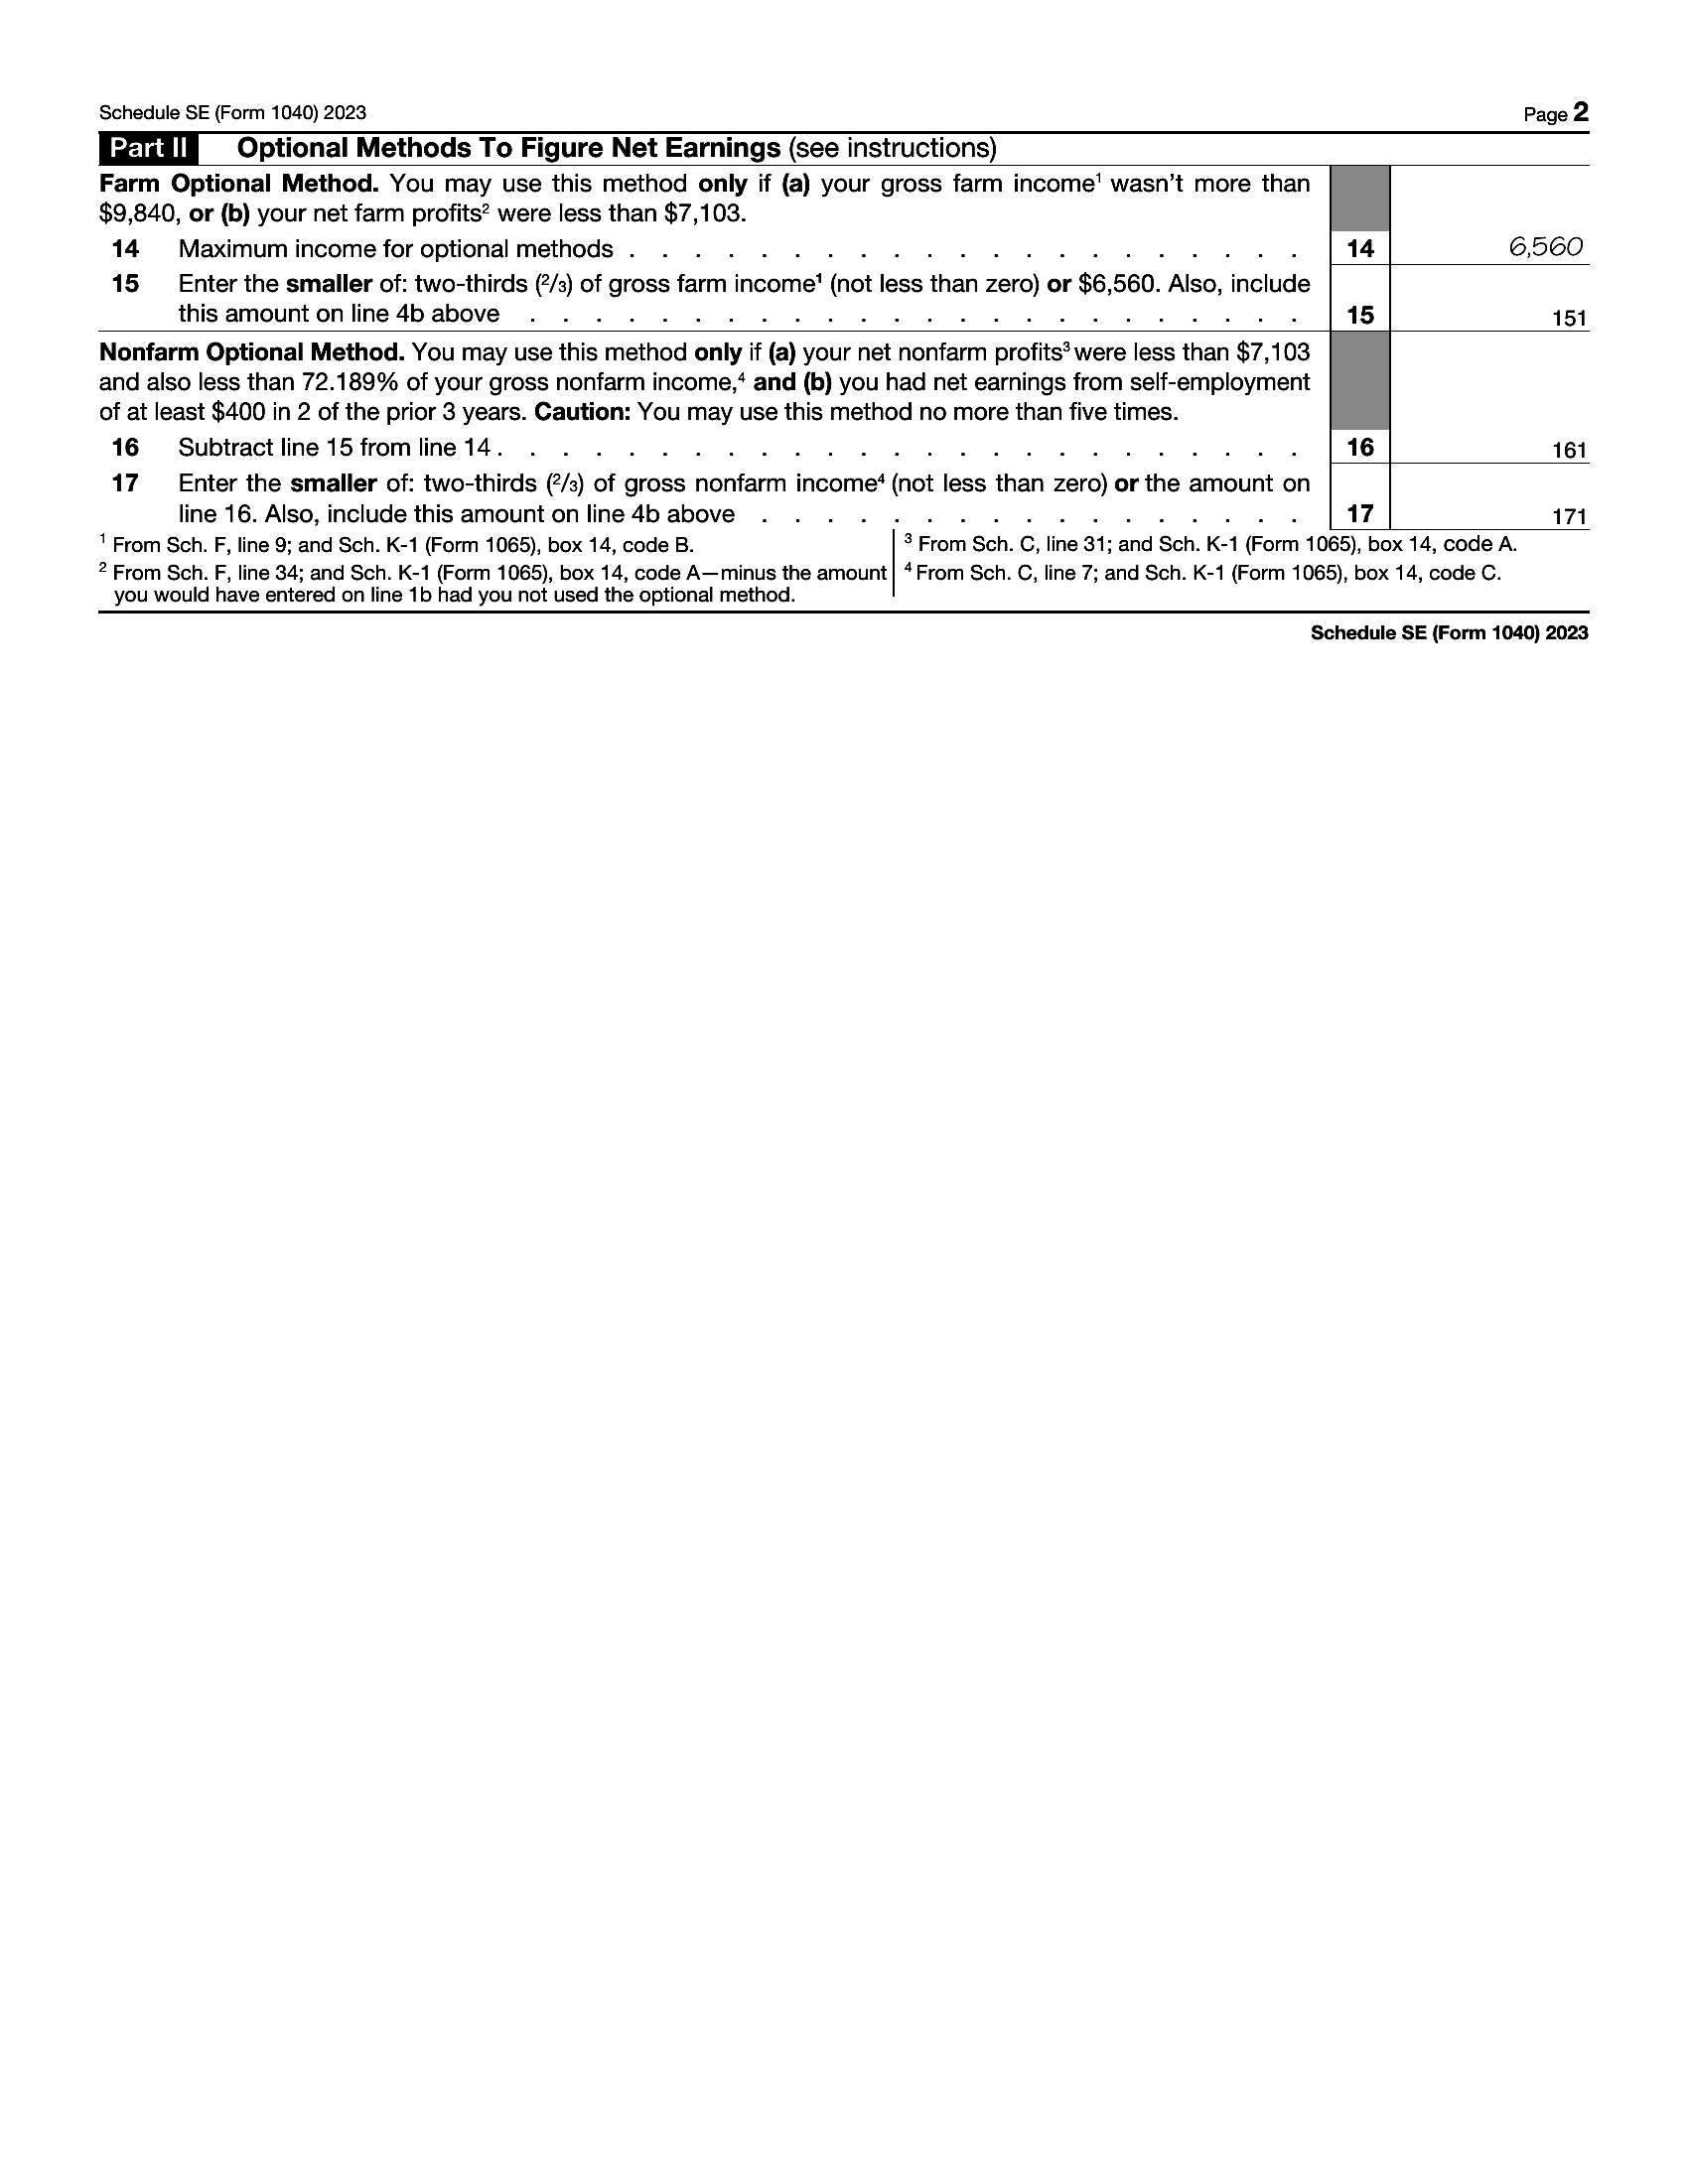 Schedule SE (Form 1040) 2023 Page 2
Part II Optional Methods To Figure Net Earnings (see instructions)
Farm Optional Method. You may use this method only if (a) your gross farm income¹ wasn't more than
$9,840, or (b) your net farm profits² were less than $7,103.
14 Maximum income for optional methods . . . . . . . . . . . . . . . . . . . . . 14 6,560
15 Enter the smaller of: two-thirds (²/₃) of gross farm income¹ (not less than zero) or $6,560. Also, include
this amount on line 4b above . . . . . . . . . . . . . . . . . . . . . . . . 15 151
Nonfarm Optional Method. You may use this method only if (a) your net nonfarm profits³ were less than $7,103
and also less than 72.189% of your gross nonfarm income,⁴ and (b) you had net earnings from self-employment
of at least $400 in 2 of the prior 3 years. Caution: You may use this method no more than five times.
16 Subtract line 15 from line 14 . . . . . . . . . . . . . . . . . . . . . . . . . 16 161
17 Enter the smaller of: two-thirds (²/₃) of gross nonfarm income⁴ (not less than zero) or the amount on
line 16. Also, include this amount on line 4b above . . . . . . . . . . . . . . . . . 17 171
¹ From Sch. F, line 9; and Sch. K-1 (Form 1065), box 14, code B.
² From Sch. F, line 34; and Sch. K-1 (Form 1065), box 14, code A—minus the amount
you would have entered on line 1b had you not used the optional method.
³ From Sch. C, line 31; and Sch. K-1 (Form 1065), box 14, code A.
⁴ From Sch. C, line 7; and Sch. K-1 (Form 1065), box 14, code C.
Schedule SE (Form 1040) 2023